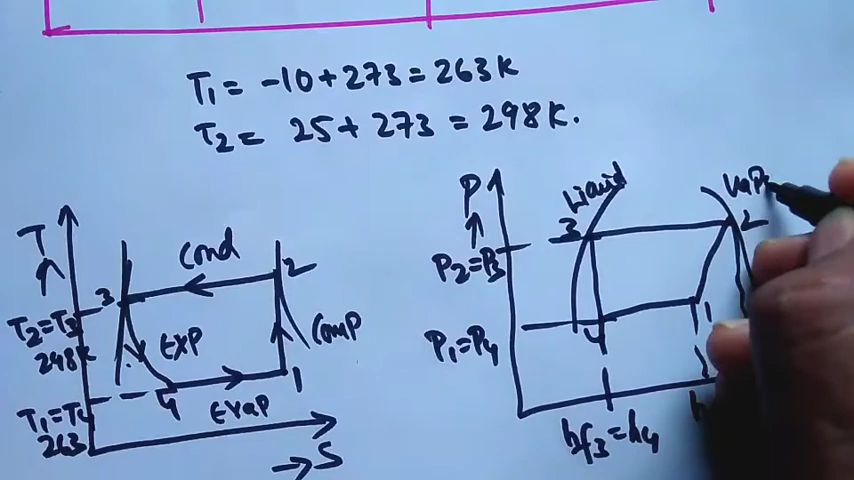 T₁ = -10 + 273 = 263 K
T₂ = 25 + 273 = 298 K.
T
3
Cond
2
T₂ = T₃
298K
EXP
ComP
T₁ = T₄
263
4
Evap
1
→ S
P
Liquid
3
2
P₂ = P₃
P₁ = P₄
4
1
hf₃ = h₄